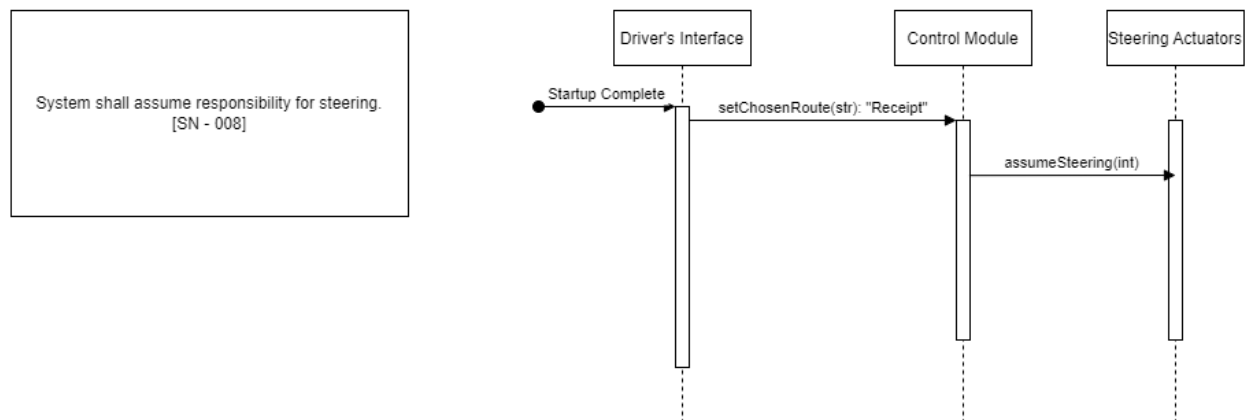 System shall assume responsibility for steering.
[SN - 008]
Driver's Interface
Control Module
Steering Actuators
Startup Complete
setChosenRoute(str): "Receipt"
assumeSteering(int)